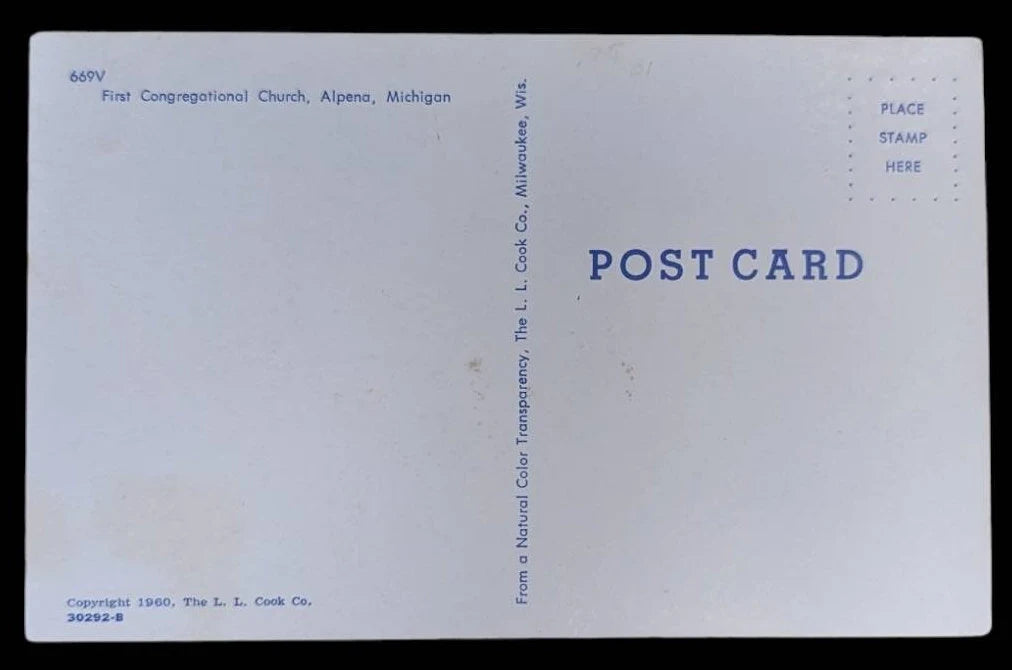 669V
First Congregational Church, Alpena, Michigan
Copyright 1960, The L. L. Cook Co.
30292-B
From a Natural Color Transparency, The L. L. Cook Co., Milwaukee, Wis.
PLACE
STAMP
HERE
POST CARD